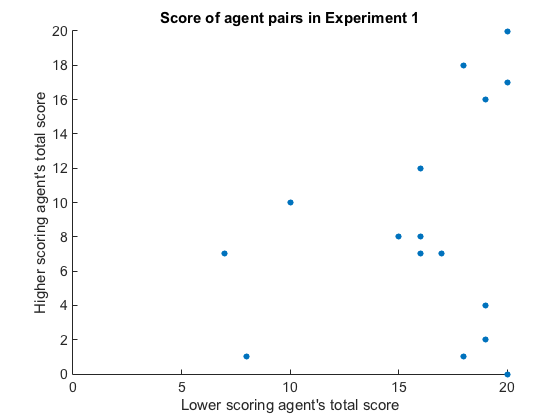 Score of agent pairs in Experiment 1
20
18
16
14
12
10
8
6
4
2
0
Higher scoring agent's total score
0 5 10 15 20
Lower scoring agent's total score